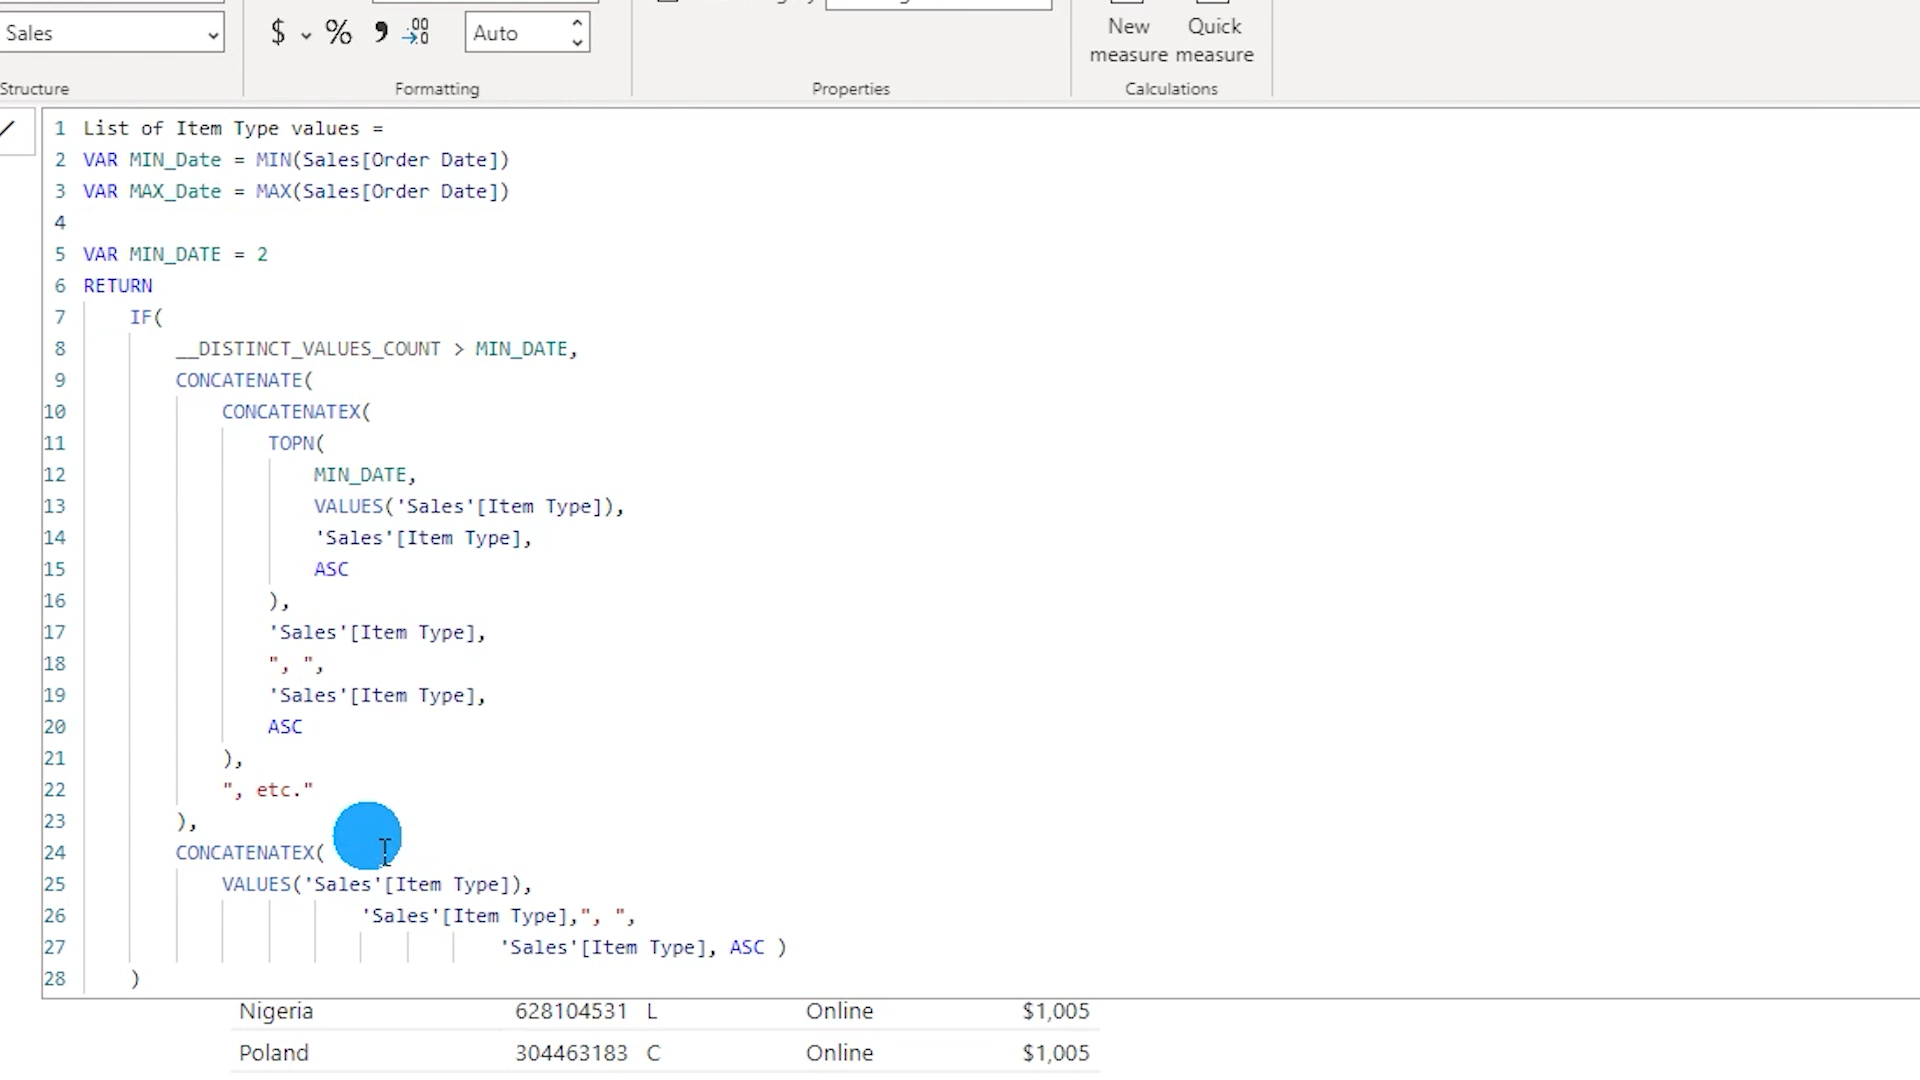 Sales
$ % Auto
New measure
Quick measure
Structure
Formatting
Properties
Calculations
1 List of Item Type values =
2 VAR MIN_Date = MIN(Sales[Order Date])
3 VAR MAX_Date = MAX(Sales[Order Date])
4
5 VAR MIN_DATE = 2
6 RETURN
7 IF(
8 __DISTINCT_VALUES_COUNT > MIN_DATE,
9 CONCATENATE(
10 CONCATENATEX(
11 TOPN(
12 MIN_DATE,
13 VALUES('Sales'[Item Type]),
14 'Sales'[Item Type],
15 ASC
16 ),
17 'Sales'[Item Type],
18 ", ",
19 'Sales'[Item Type],
20 ASC
21 ),
22 ", etc."
23 ),
24 CONCATENATEX(
25 VALUES('Sales'[Item Type]),
26 'Sales'[Item Type],", ",
27 'Sales'[Item Type], ASC )
28 )
Nigeria 628104531 L Online $1,005
Poland 304463183 C Online $1,005